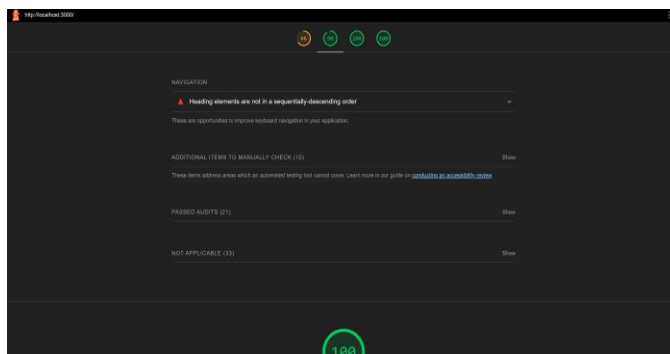 http://localhost:3000/
66 98 100 100
NAVIGATION
Heading elements are not in a sequentially-descending order
These are opportunities to improve keyboard navigation in your application.
ADDITIONAL ITEMS TO MANUALLY CHECK (10) Show
These items address areas which an automated testing tool cannot cover. Learn more in our guide on conducting an accessibility review.
PASSED AUDITS (21) Show
NOT APPLICABLE (33) Show
100